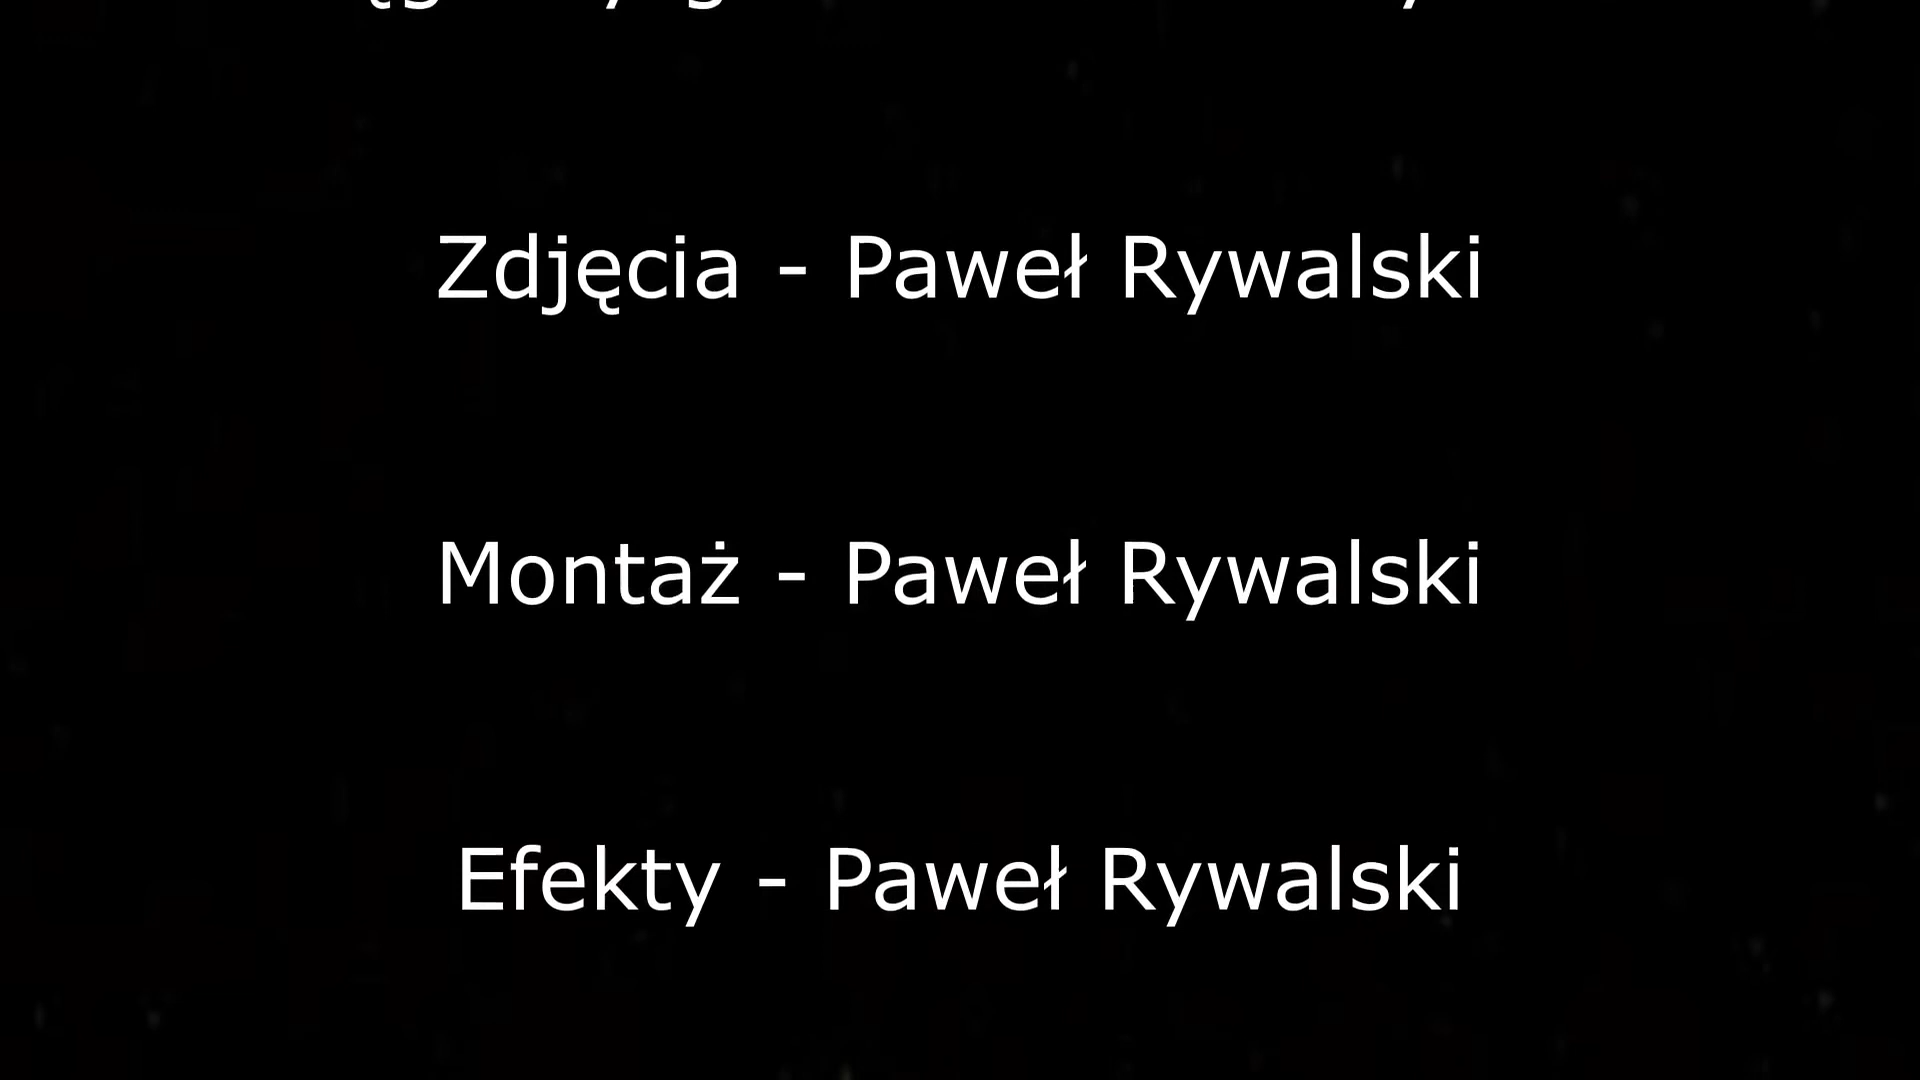 Zdjęcia - Paweł Rywalski
Montaż - Paweł Rywalski
Efekty - Paweł Rywalski